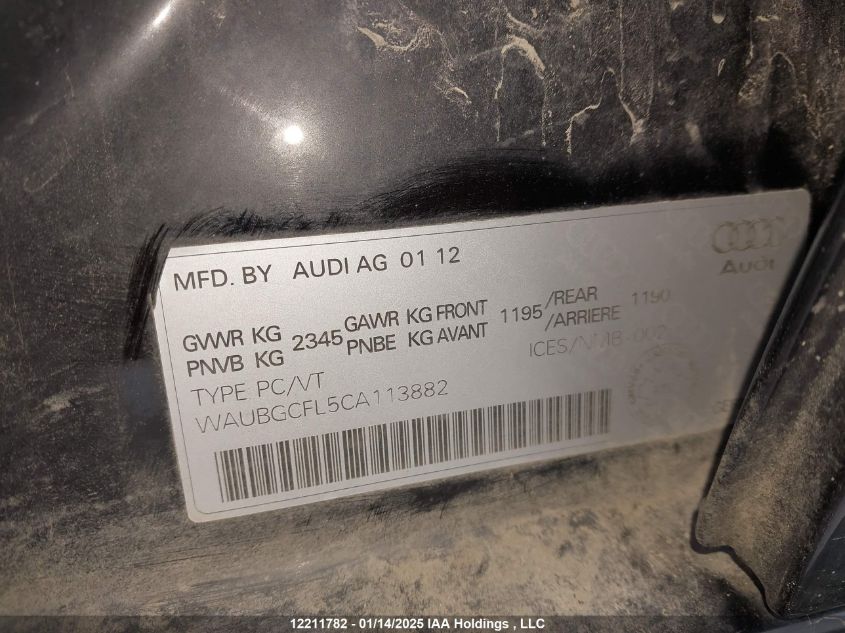 MFD. BY AUDI AG 01 12
Audi
GVWR KG 2345 GAWR KG FRONT 1195 /REAR 1190
PNVB KG PNBE KG AVANT /ARRIERE
TYPE PC/VT ICES/NMB-002
WAUBGCFL5CA113882
12211782 - 01/14/2025 IAA Holdings , LLC